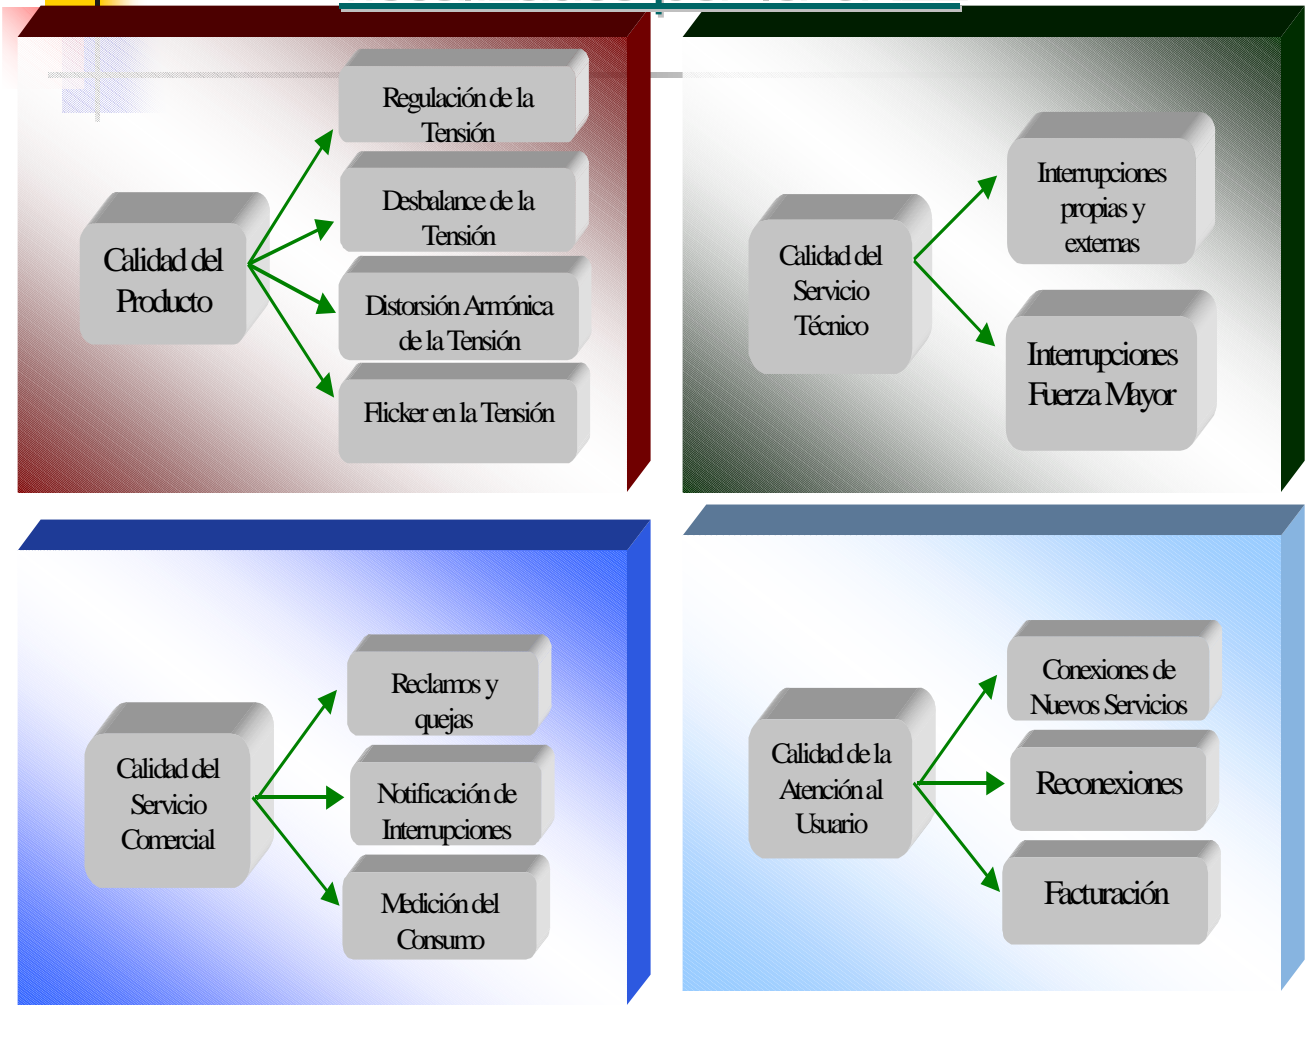 Regulación de la
Tensión
Desbalance de la
Tensión
Calidad del
Producto
Distorsión Armónica
de la Tensión
Flicker en la Tensión
Interrupciones
propias y
externas
Calidad del
Servicio
Técnico
Interrupciones
Fuerza Mayor
Reclamos y
quejas
Calidad del
Servicio
Comercial
Notificación de
Interrupciones
Medición del
Consumo
Conexiones de
Nuevos Servicios
Calidad de la
Atención al
Usuario
Reconexiones
Facturación